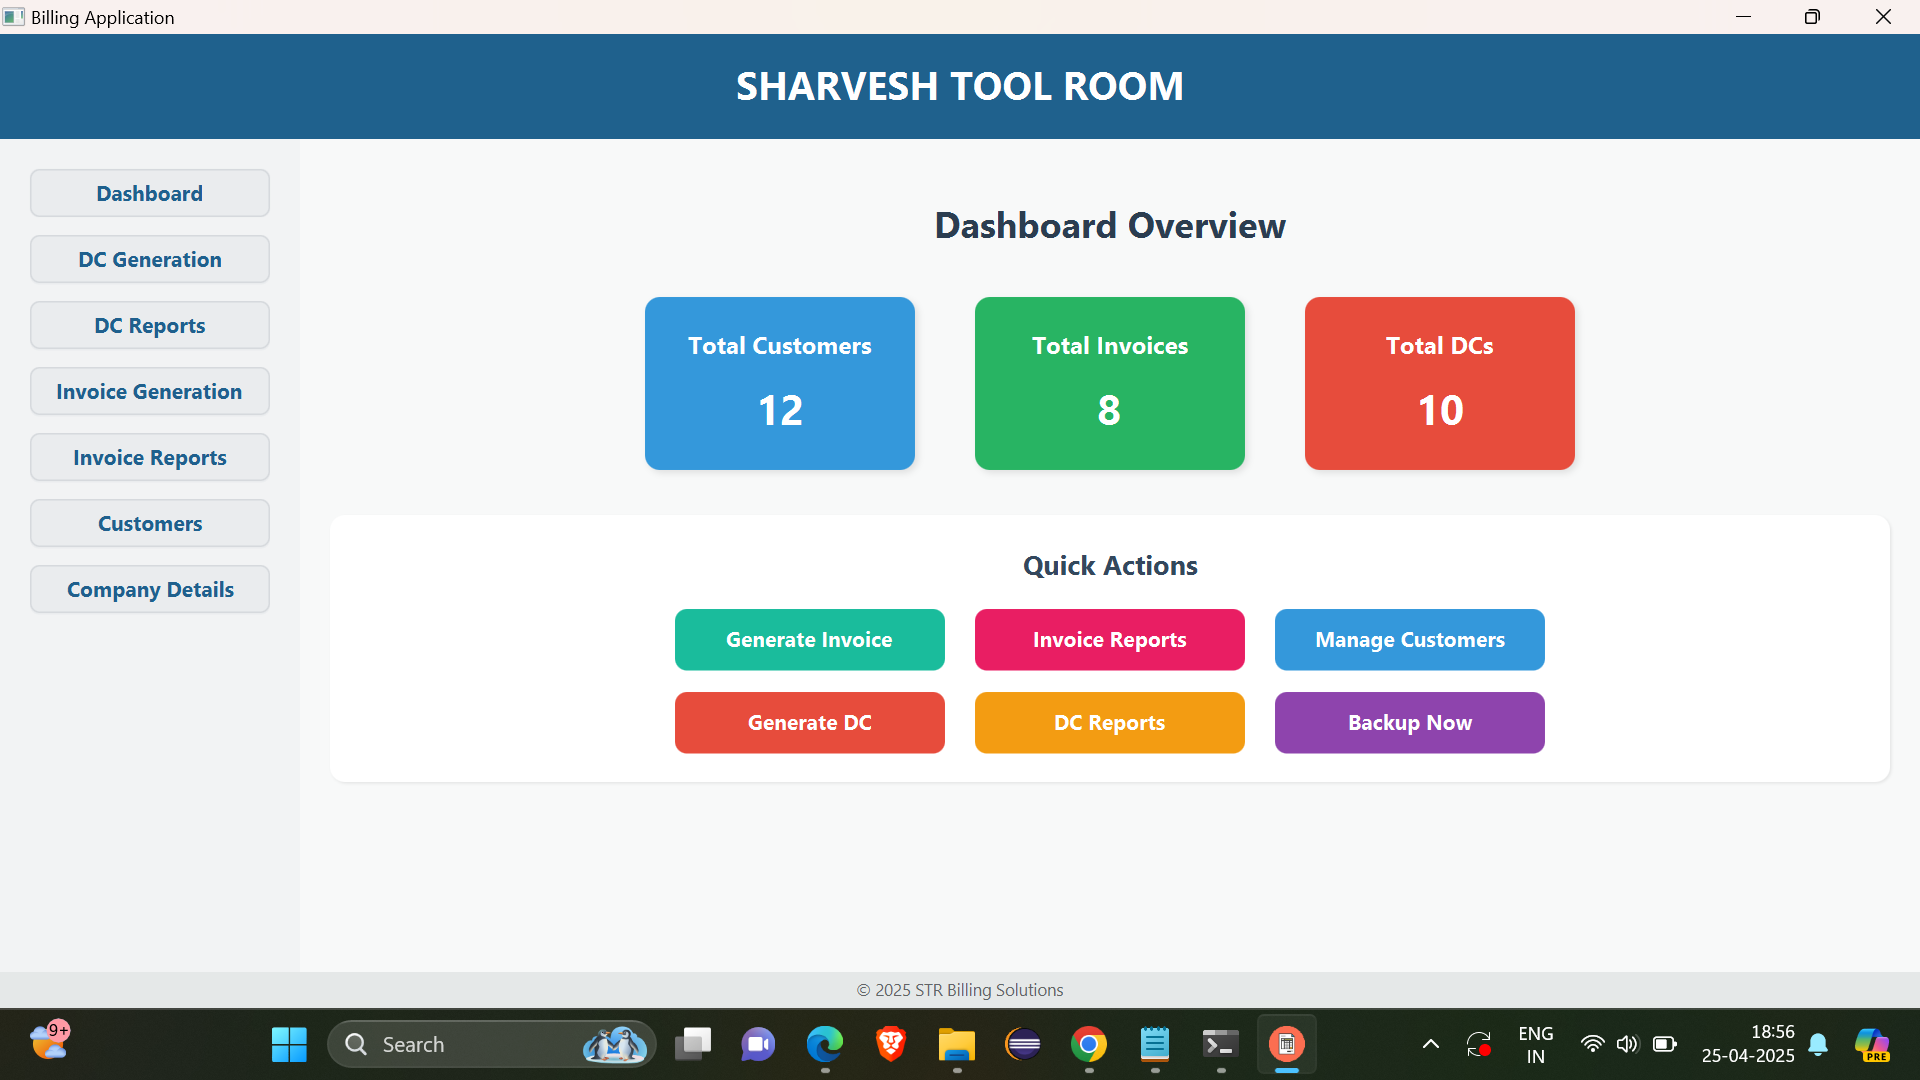 Billing Application
SHARVESH TOOL ROOM
Dashboard
DC Generation
DC Reports
Invoice Generation
Invoice Reports
Customers
Company Details
Dashboard Overview
Total Customers
12
Total Invoices
8
Total DCs
10
Quick Actions
Generate Invoice
Invoice Reports
Manage Customers
Generate DC
DC Reports
Backup Now
© 2025 STR Billing Solutions
9+
Search
ENG
IN
18:56
25-04-2025
PRE